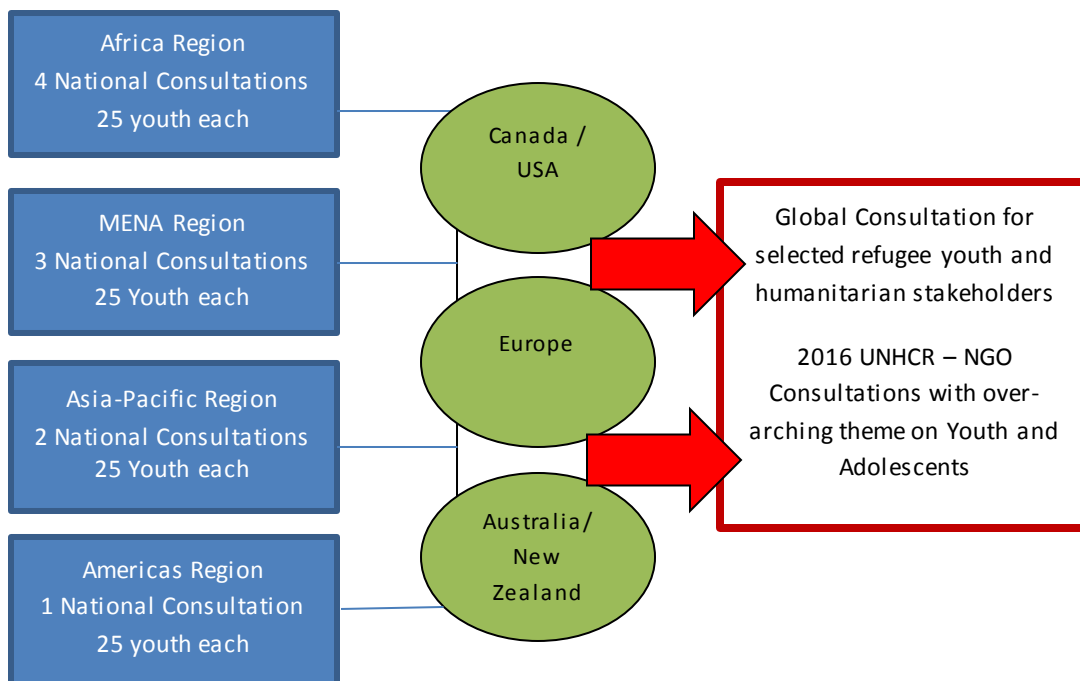 Africa Region
4 National Consultations
25 youth each
MENA Region
3 National Consultations
25 Youth each
Asia-Pacific Region
2 National Consultations
25 Youth each
Americas Region
1 National Consultation
25 youth each
Canada /
USA
Europe
Australia/
New
Zealand
Global Consultation for
selected refugee youth and
humanitarian stakeholders
2016 UNHCR – NGO
Consultations with over-
arching theme on Youth and
Adolescents